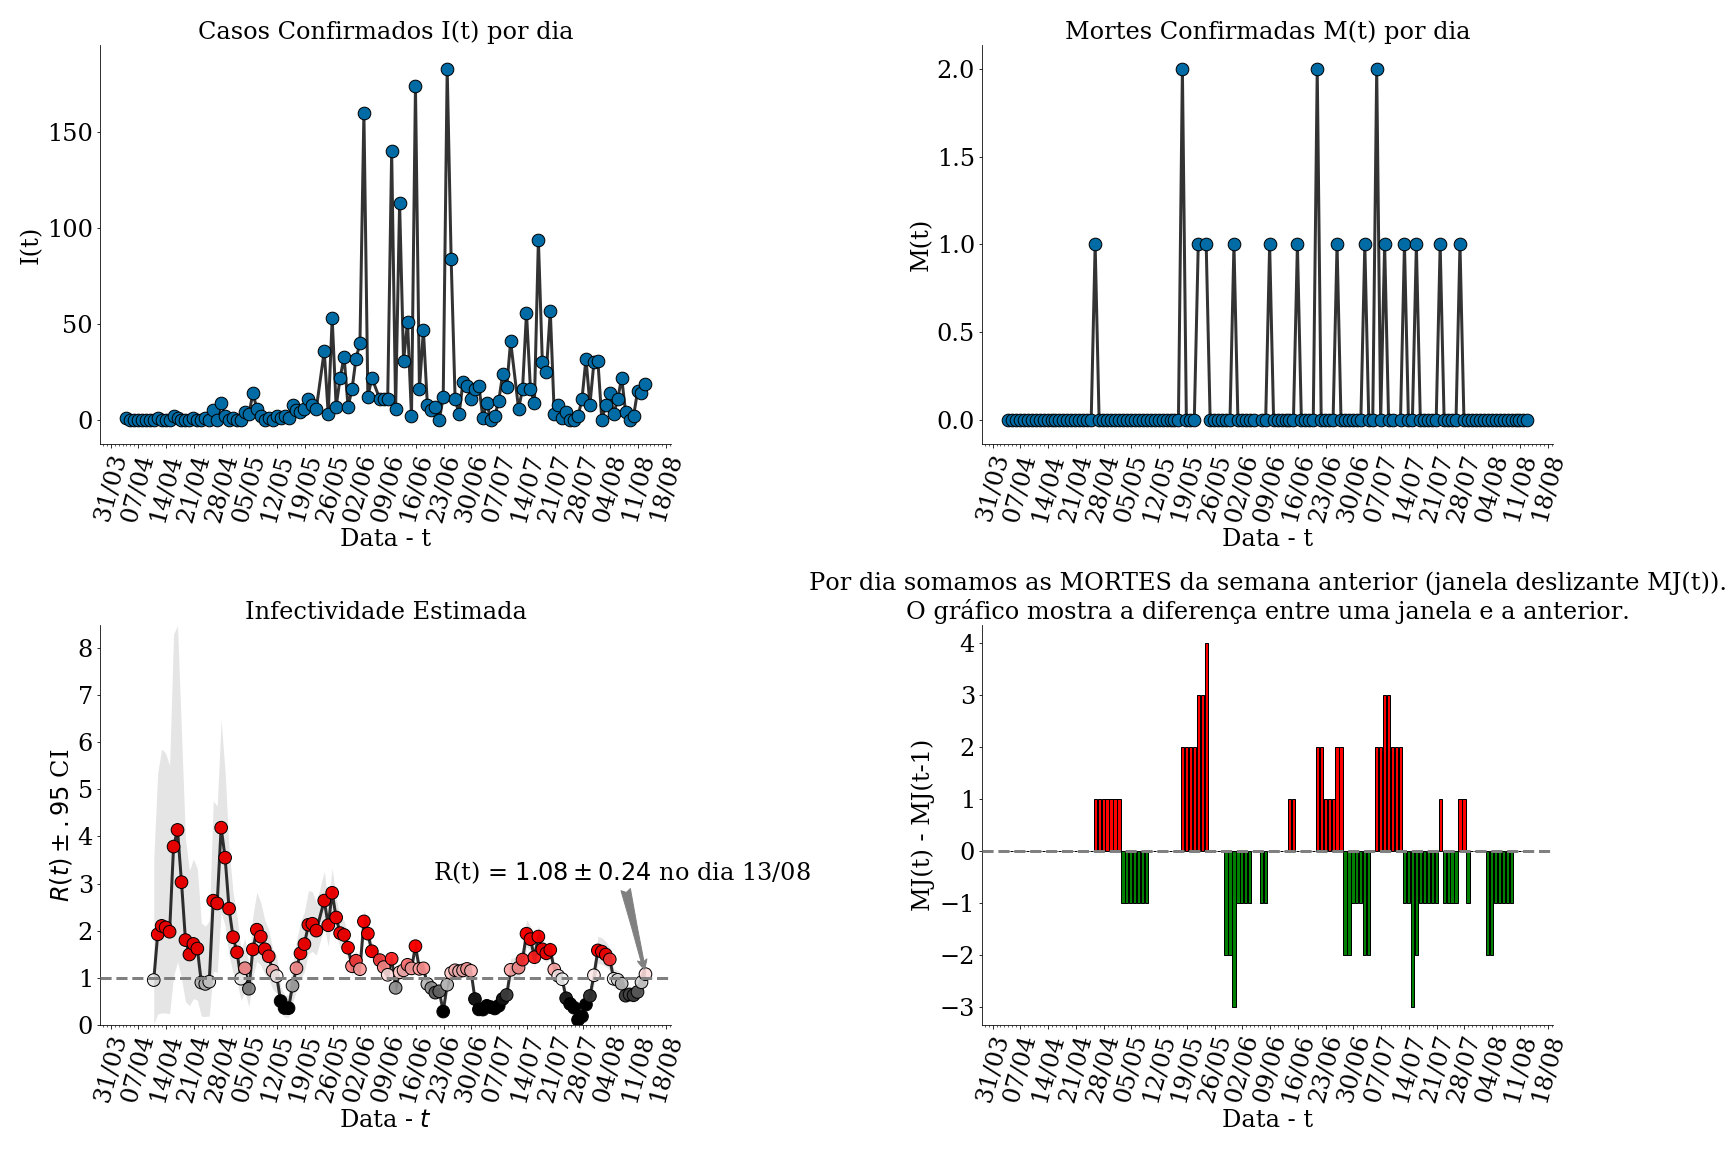 Casos Confirmados I(t) por dia
I(t)
150
100
50
0
31/03 07/04 14/04 21/04 28/04 05/05 12/05 19/05 26/05 02/06 09/06 16/06 23/06 30/06 07/07 14/07 21/07 28/07 04/08 11/08 18/08
Data - t
Mortes Confirmadas M(t) por dia
M(t)
2.0
1.5
1.0
0.5
0.0
31/03 07/04 14/04 21/04 28/04 05/05 12/05 19/05 26/05 02/06 09/06 16/06 23/06 30/06 07/07 14/07 21/07 28/07 04/08 11/08 18/08
Data - t
Infectividade Estimada
R(t) ± .95 CI
8
7
6
5
4
3
2
1
0
R(t) = 1.08 ± 0.24 no dia 13/08
31/03 07/04 14/04 21/04 28/04 05/05 12/05 19/05 26/05 02/06 09/06 16/06 23/06 30/06 07/07 14/07 21/07 28/07 04/08 11/08 18/08
Data - t
Por dia somamos as MORTES da semana anterior (janela deslizante MJ(t)).
O gráfico mostra a diferença entre uma janela e a anterior.
MJ(t) - MJ(t-1)
4
3
2
1
0
−1
−2
−3
31/03 07/04 14/04 21/04 28/04 05/05 12/05 19/05 26/05 02/06 09/06 16/06 23/06 30/06 07/07 14/07 21/07 28/07 04/08 11/08 18/08
Data - t